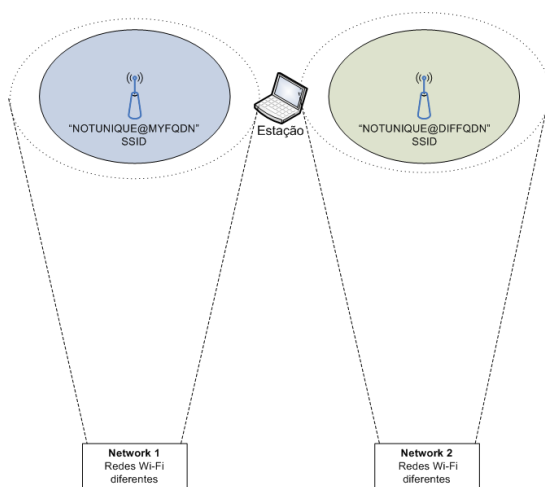 "NOTUNIQUE@MYFQDN"
SSID
Estação
"NOTUNIQUE@DIFFQDN"
SSID
Network 1
Redes Wi-Fi
diferentes
Network 2
Redes Wi-Fi
diferentes